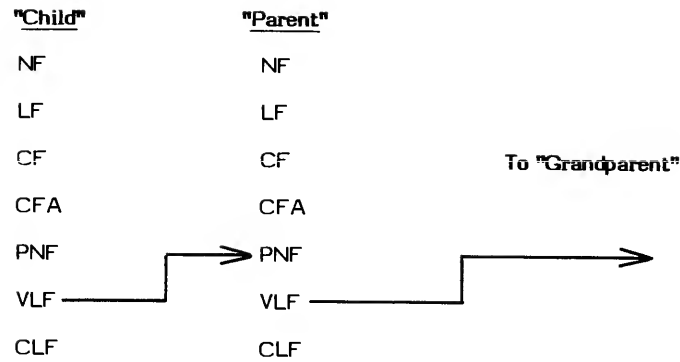 "Child" "Parent"
NF NF
LF LF
CF CF
To "Grandparent"
CFA CFA
PNF PNF
VLF VLF
CLF CLF